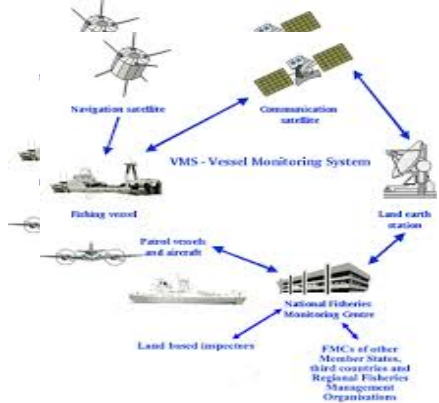 Navigation satellite
Communication
satellite
VMS - Vessel Monitoring System
Fishing vessel
Land earth
station
Patrol vessels
and aircraft
National Fisheries
Monitoring Centre
Land based inspectors
FMCs of other
Member States,
third countries and
Regional Fisheries
Management
Organisations